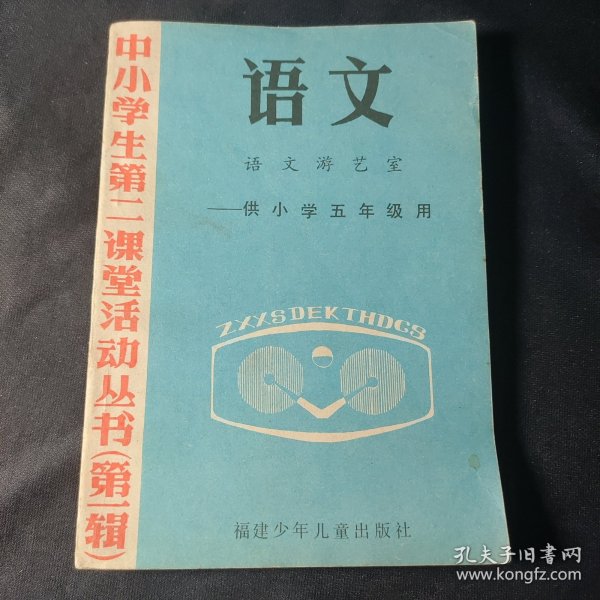 中小学生第二课堂活动丛书(第一辑)
语文
语文游艺室
——供小学五年级用
ZXXSDEKTHDCS
福建少年儿童出版社
孔夫子旧书网
www.kongfz.com